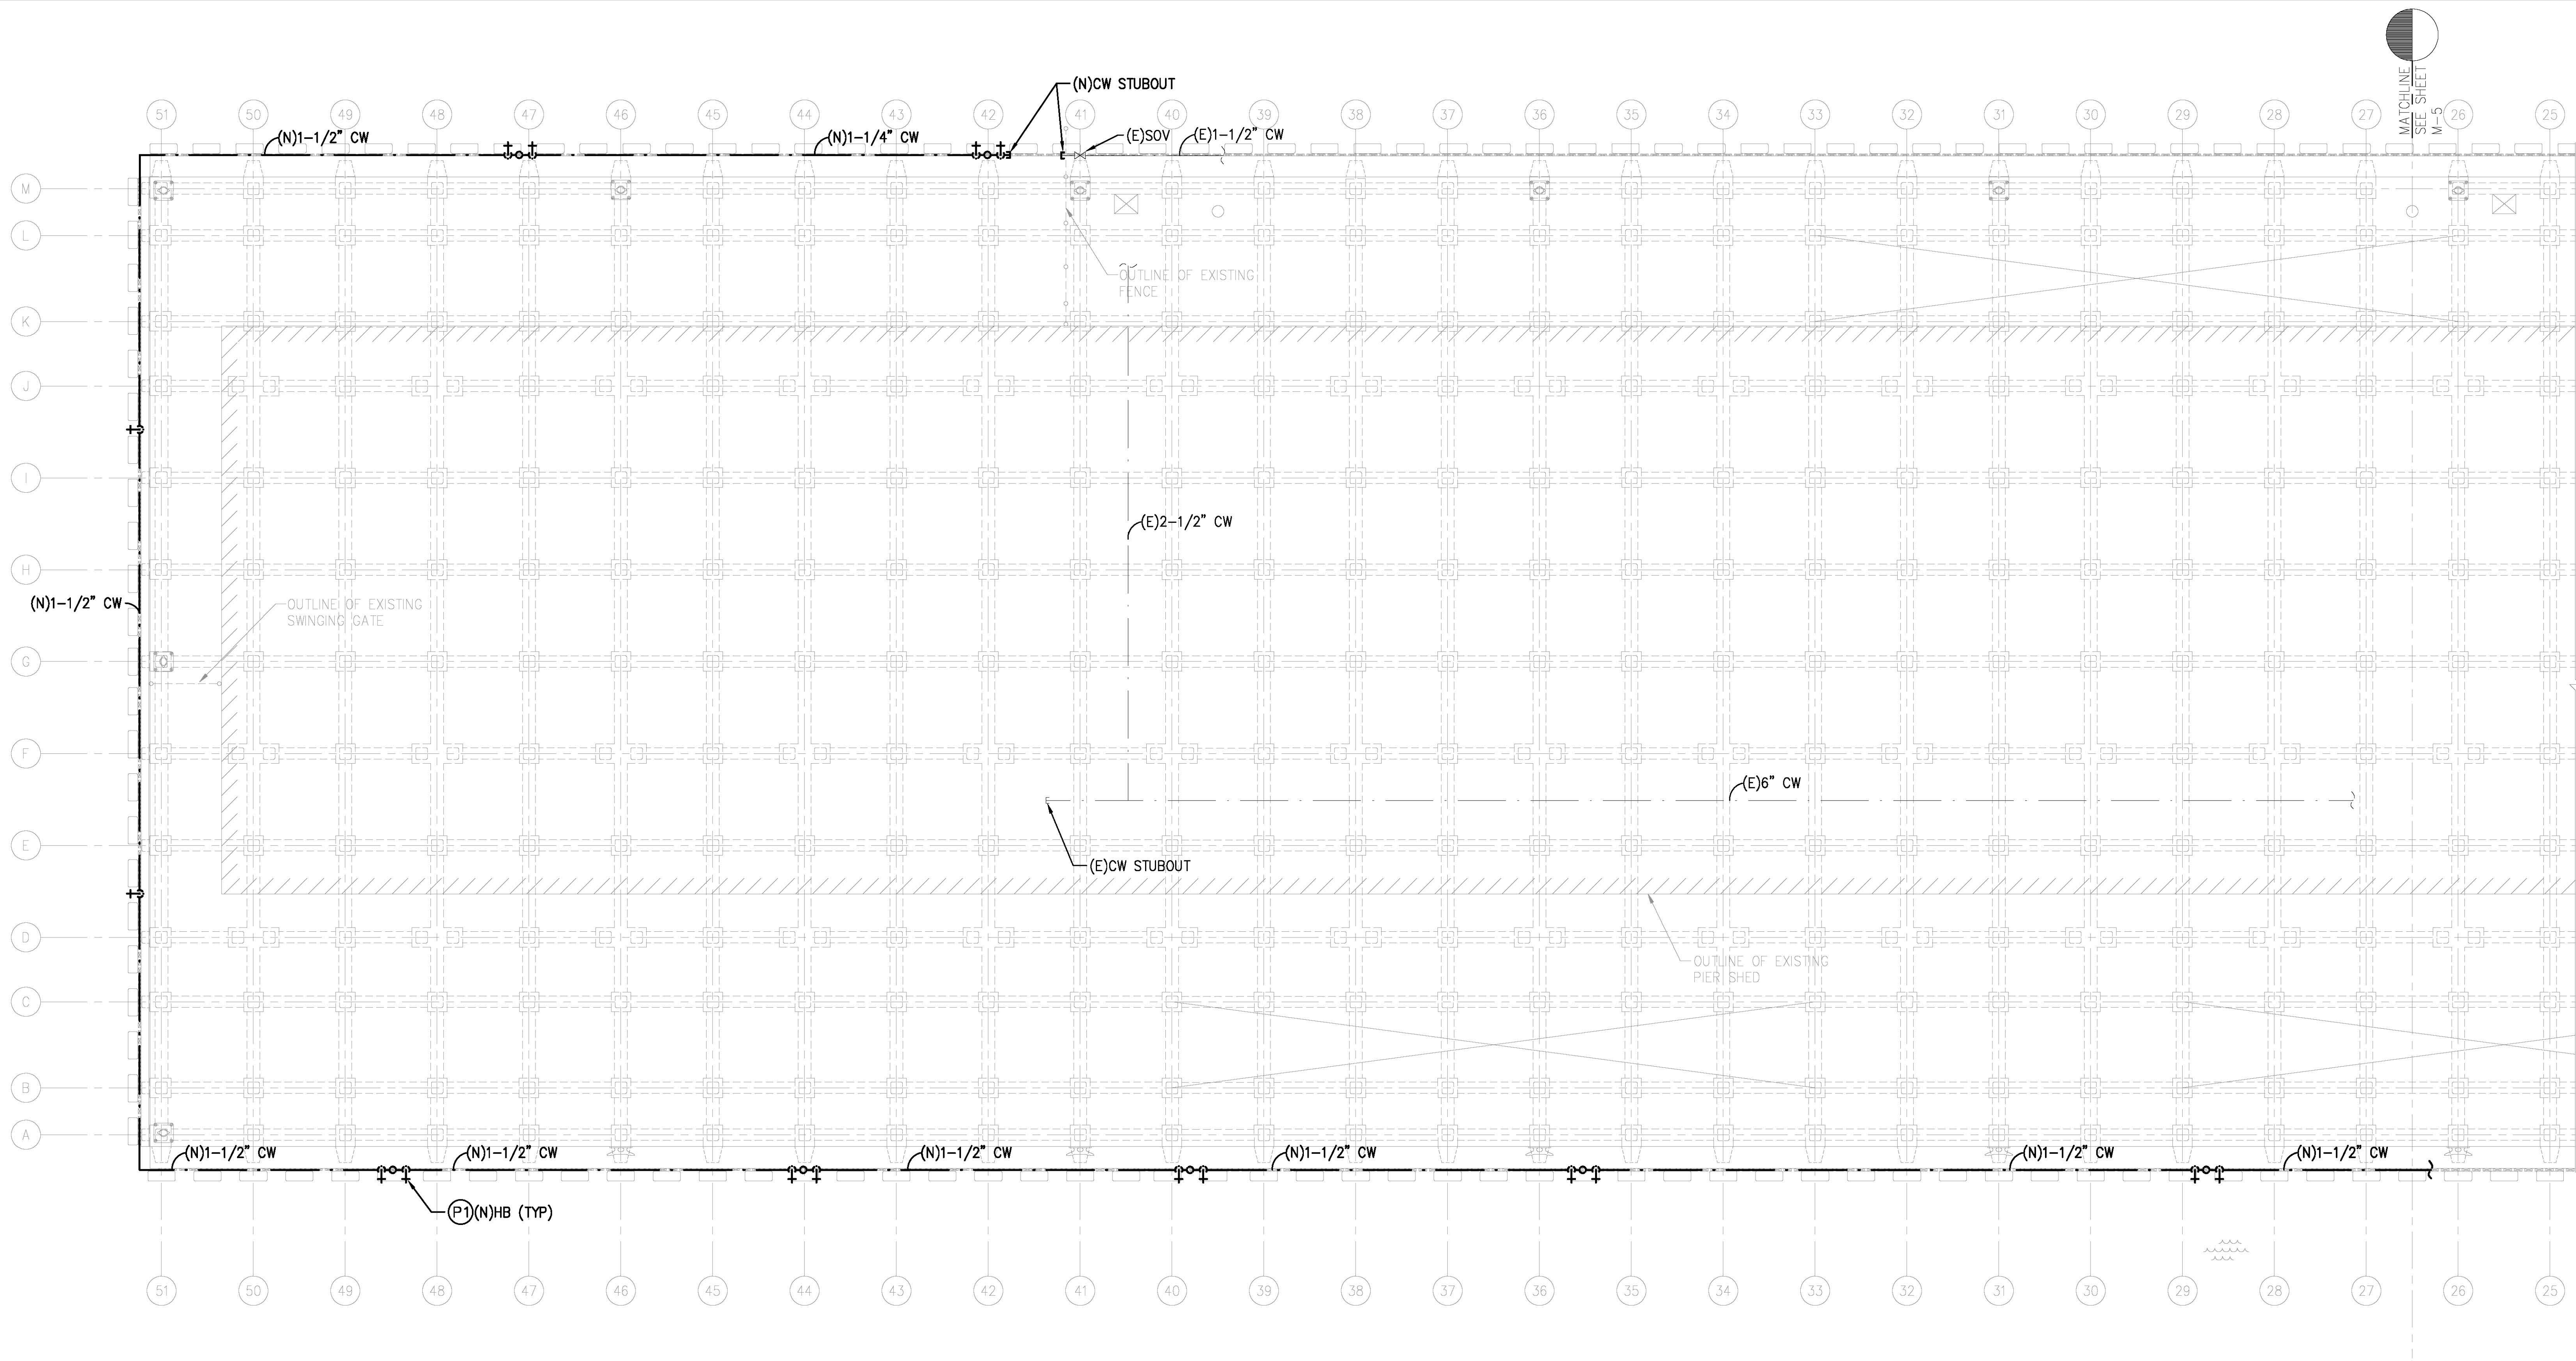 MATCHLINE
SEE SHEET
M-5
(N)CW STUBOUT
51 50 49 48 47 46 45 44 43 42 41 40 39 38 37 36 35 34 33 32 31 30 29 28 27 26 25
(N)1-1/2" CW
(N)1-1/4" CW
(E)SOV
(E)1-1/2" CW
M
L
OUTLINE OF EXISTING
FENCE
K
J
I
(E)2-1/2" CW
H
(N)1-1/2" CW
OUTLINE OF EXISTING
SWINGING GATE
G
F
(E)6" CW
E
(E)CW STUBOUT
D
OUTLINE OF EXISTING
PIER SHED
C
B
A
(N)1-1/2" CW
(N)1-1/2" CW
(N)1-1/2" CW
(N)1-1/2" CW
(N)1-1/2" CW
(N)1-1/2" CW
P1 (N)HB (TYP)
51 50 49 48 47 46 45 44 43 42 41 40 39 38 37 36 35 34 33 32 31 30 29 28 27 26 25